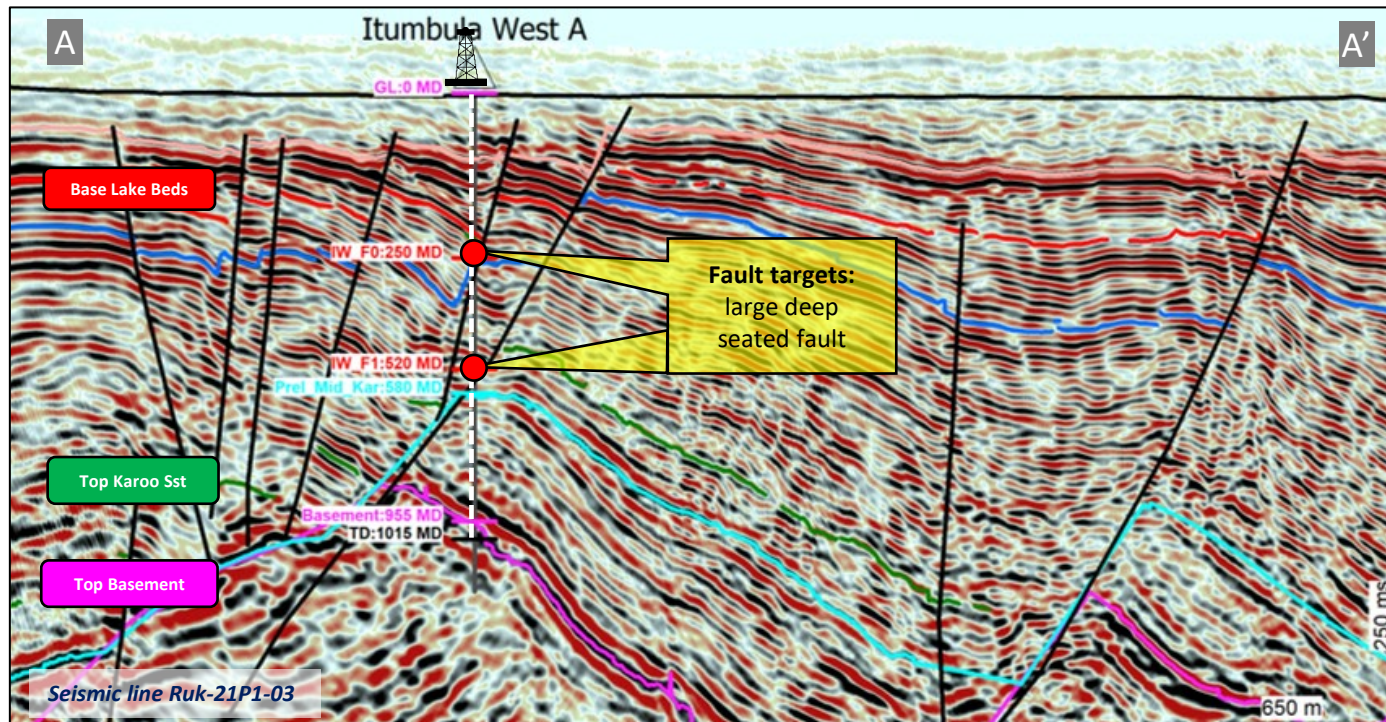 Itumbula West A
A
A’
GL:0 MD
Base Lake Beds
IW_F0:250 MD
Fault targets:
large deep
seated fault
IW_F1:520 MD
Prel_Mid_Kar:580 MD
Top Karoo Sst
Basement:955 MD
TD:1015 MD
Top Basement
250 ms
Seismic line Ruk-21P1-03
650 m